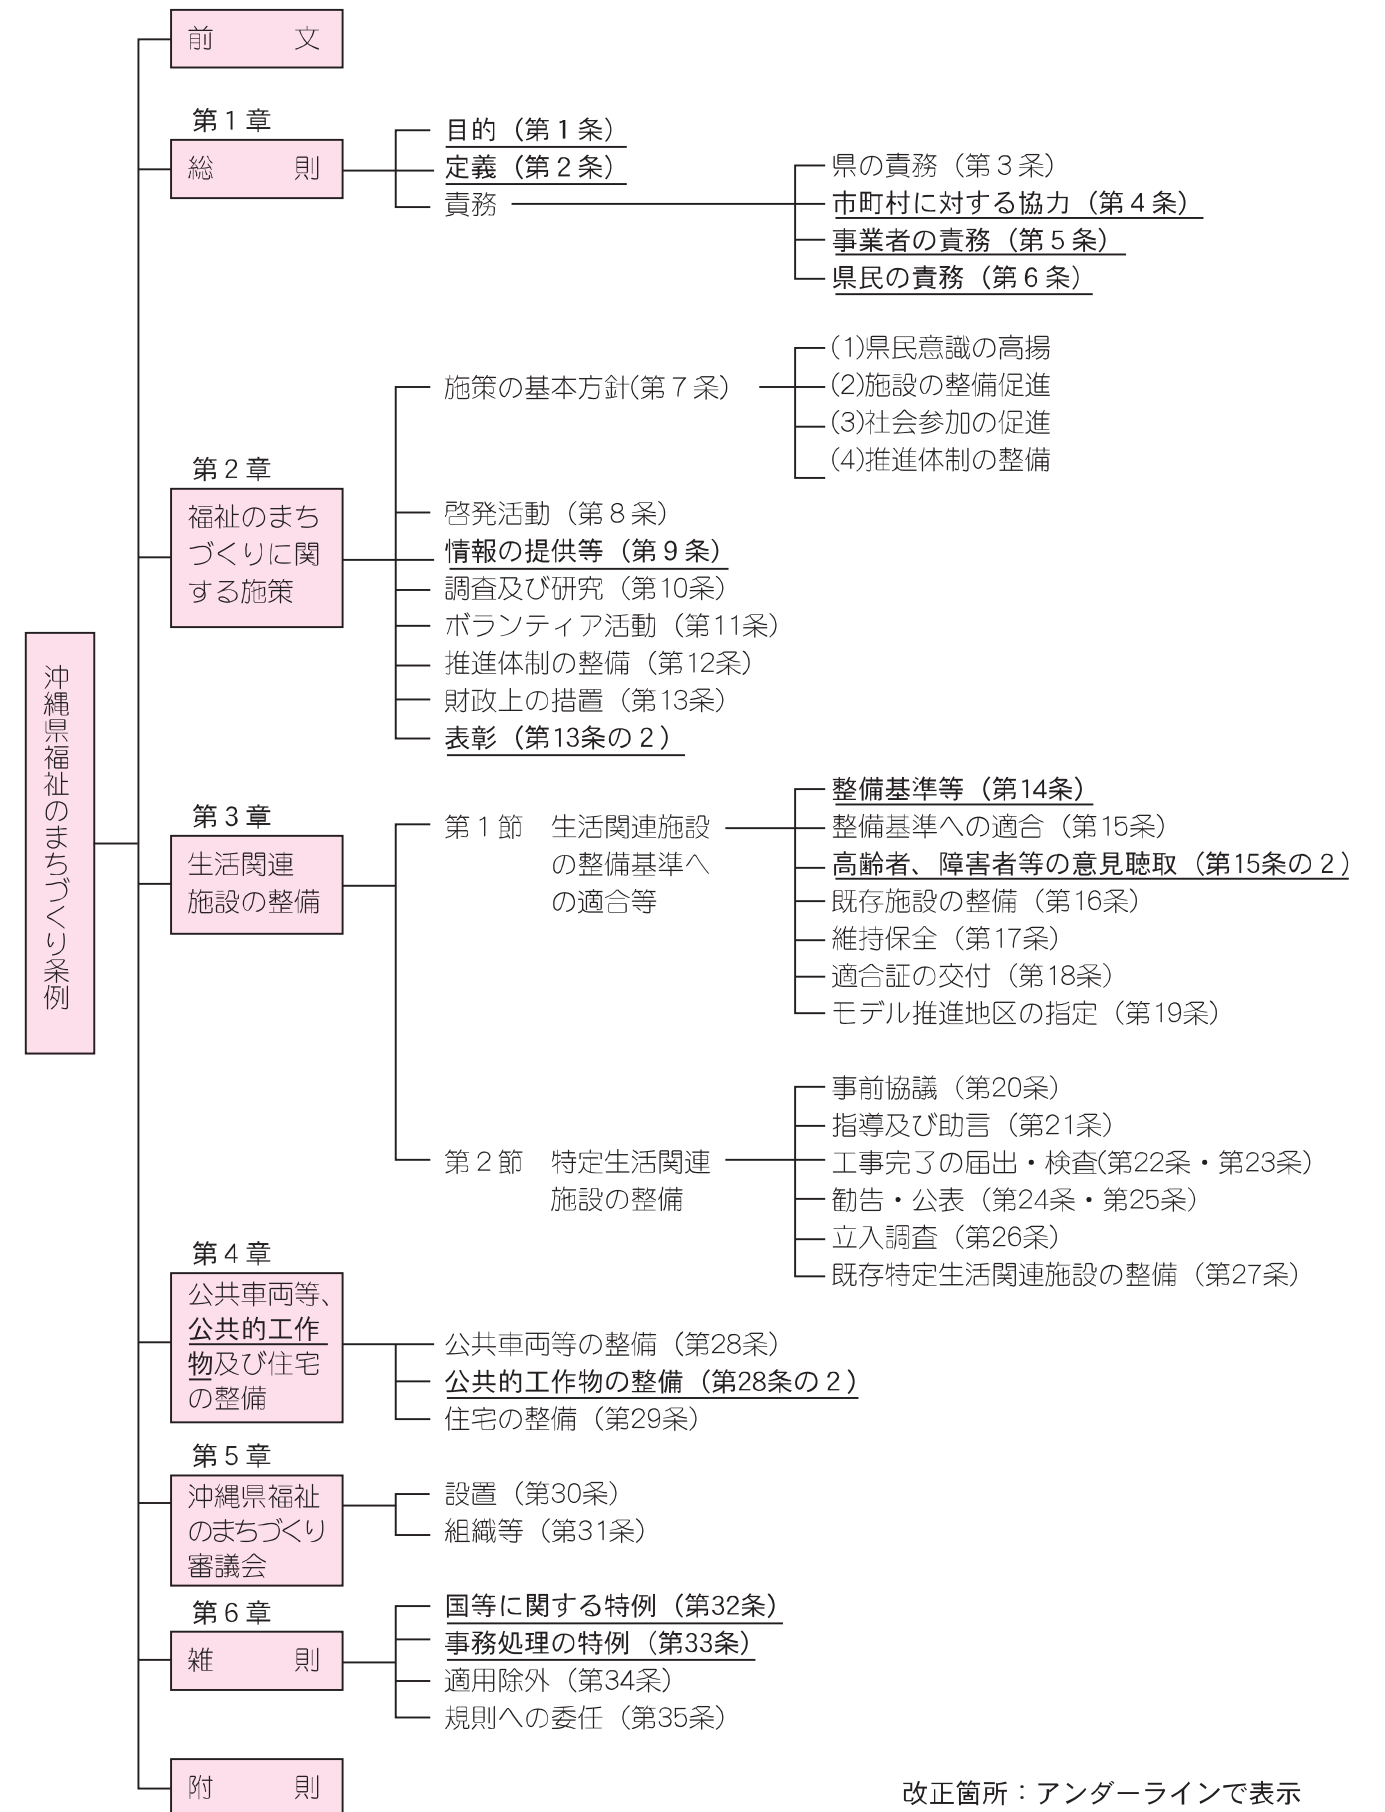 沖縄県福祉のまちづくり条例
前　　　文
第１章
総　　　則
目的（第１条）
定義（第２条）
責務
県の責務（第３条）
市町村に対する協力（第４条）
事業者の責務（第５条）
県民の責務（第６条）
第２章
福祉のまち
づくりに関
する施策
施策の基本方針(第７条）
(1)県民意識の高揚
(2)施設の整備促進
(3)社会参加の促進
(4)推進体制の整備
啓発活動（第８条）
情報の提供等（第９条）
調査及び研究（第10条）
ボランティア活動（第11条）
推進体制の整備（第12条）
財政上の措置（第13条）
表彰（第13条の２）
第３章
生活関連
施設の整備
第１節　生活関連施設
の整備基準へ
の適合等
整備基準等（第14条）
整備基準への適合（第15条）
高齢者、障害者等の意見聴取（第15条の２）
既存施設の整備（第16条）
維持保全（第17条）
適合証の交付（第18条）
モデル推進地区の指定（第19条）
第２節　特定生活関連
施設の整備
事前協議（第20条）
指導及び助言（第21条）
工事完了の届出・検査(第22条・第23条）
勧告・公表（第24条・第25条）
立入調査（第26条）
既存特定生活関連施設の整備（第27条）
第４章
公共車両等、
公共的工作
物及び住宅
の整備
公共車両等の整備（第28条）
公共的工作物の整備（第28条の２）
住宅の整備（第29条）
第５章
沖縄県福祉
のまちづくり
審議会
設置（第30条）
組織等（第31条）
第６章
雑　　　則
国等に関する特例（第32条）
事務処理の特例（第33条）
適用除外（第34条）
規則への委任（第35条）
附　　　則
改正箇所：アンダーラインで表示